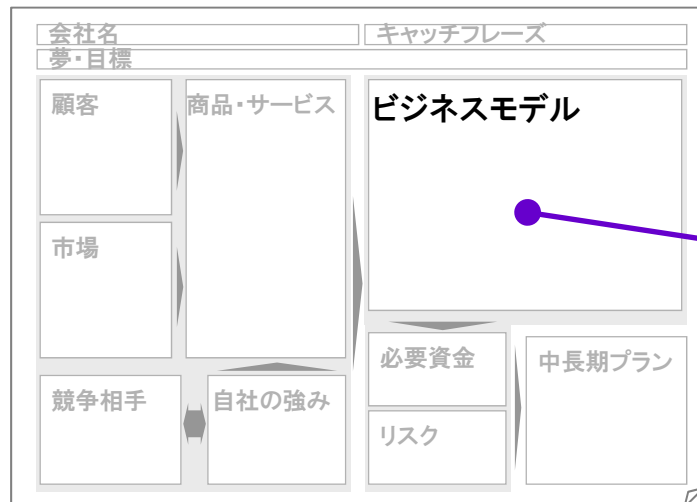 会社名
キャッチフレーズ
夢・目標
顧客
商品・サービス
ビジネスモデル
市場
競争相手
自社の強み
必要資金
リスク
中長期プラン